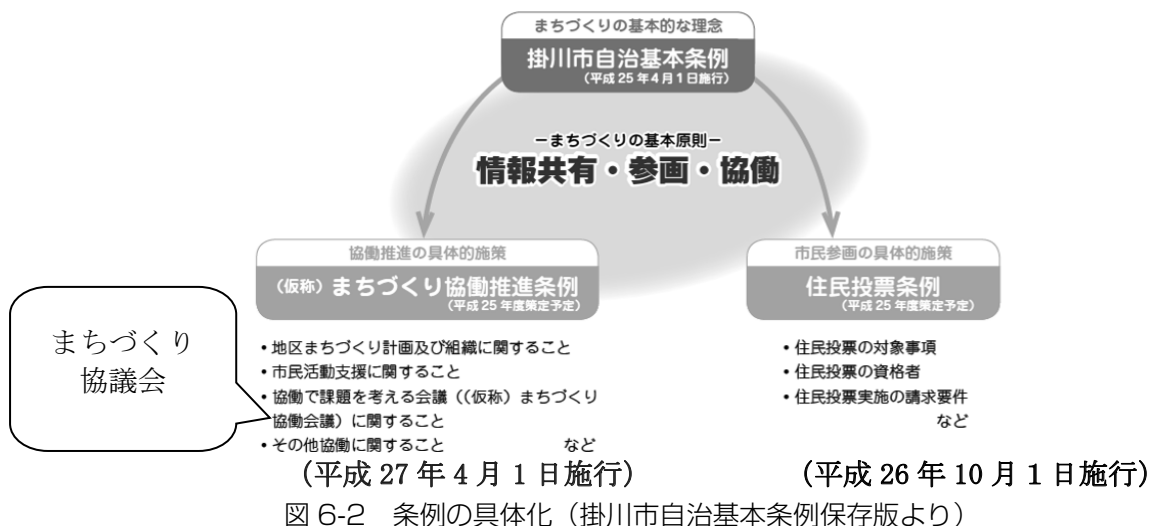 まちづくりの基本的な理念
掛川市自治基本条例
（平成25年4月1日施行）
－まちづくりの基本原則－
情報共有・参画・協働
協働推進の具体的施策
（仮称）まちづくり協働推進条例
（平成25年度策定予定）
・地区まちづくり計画及び組織に関すること
・市民活動支援に関すること
・協働で課題を考える会議（（仮称）まちづくり
協働会議）に関すること
・その他協働に関すること　など
（平成27年4月1日施行）
まちづくり
協議会
市民参画の具体的施策
住民投票条例
（平成25年度策定予定）
・住民投票の対象事項
・住民投票の資格者
・住民投票実施の請求要件
など
（平成26年10月1日施行）
図 6-2　条例の具体化（掛川市自治基本条例保存版より）